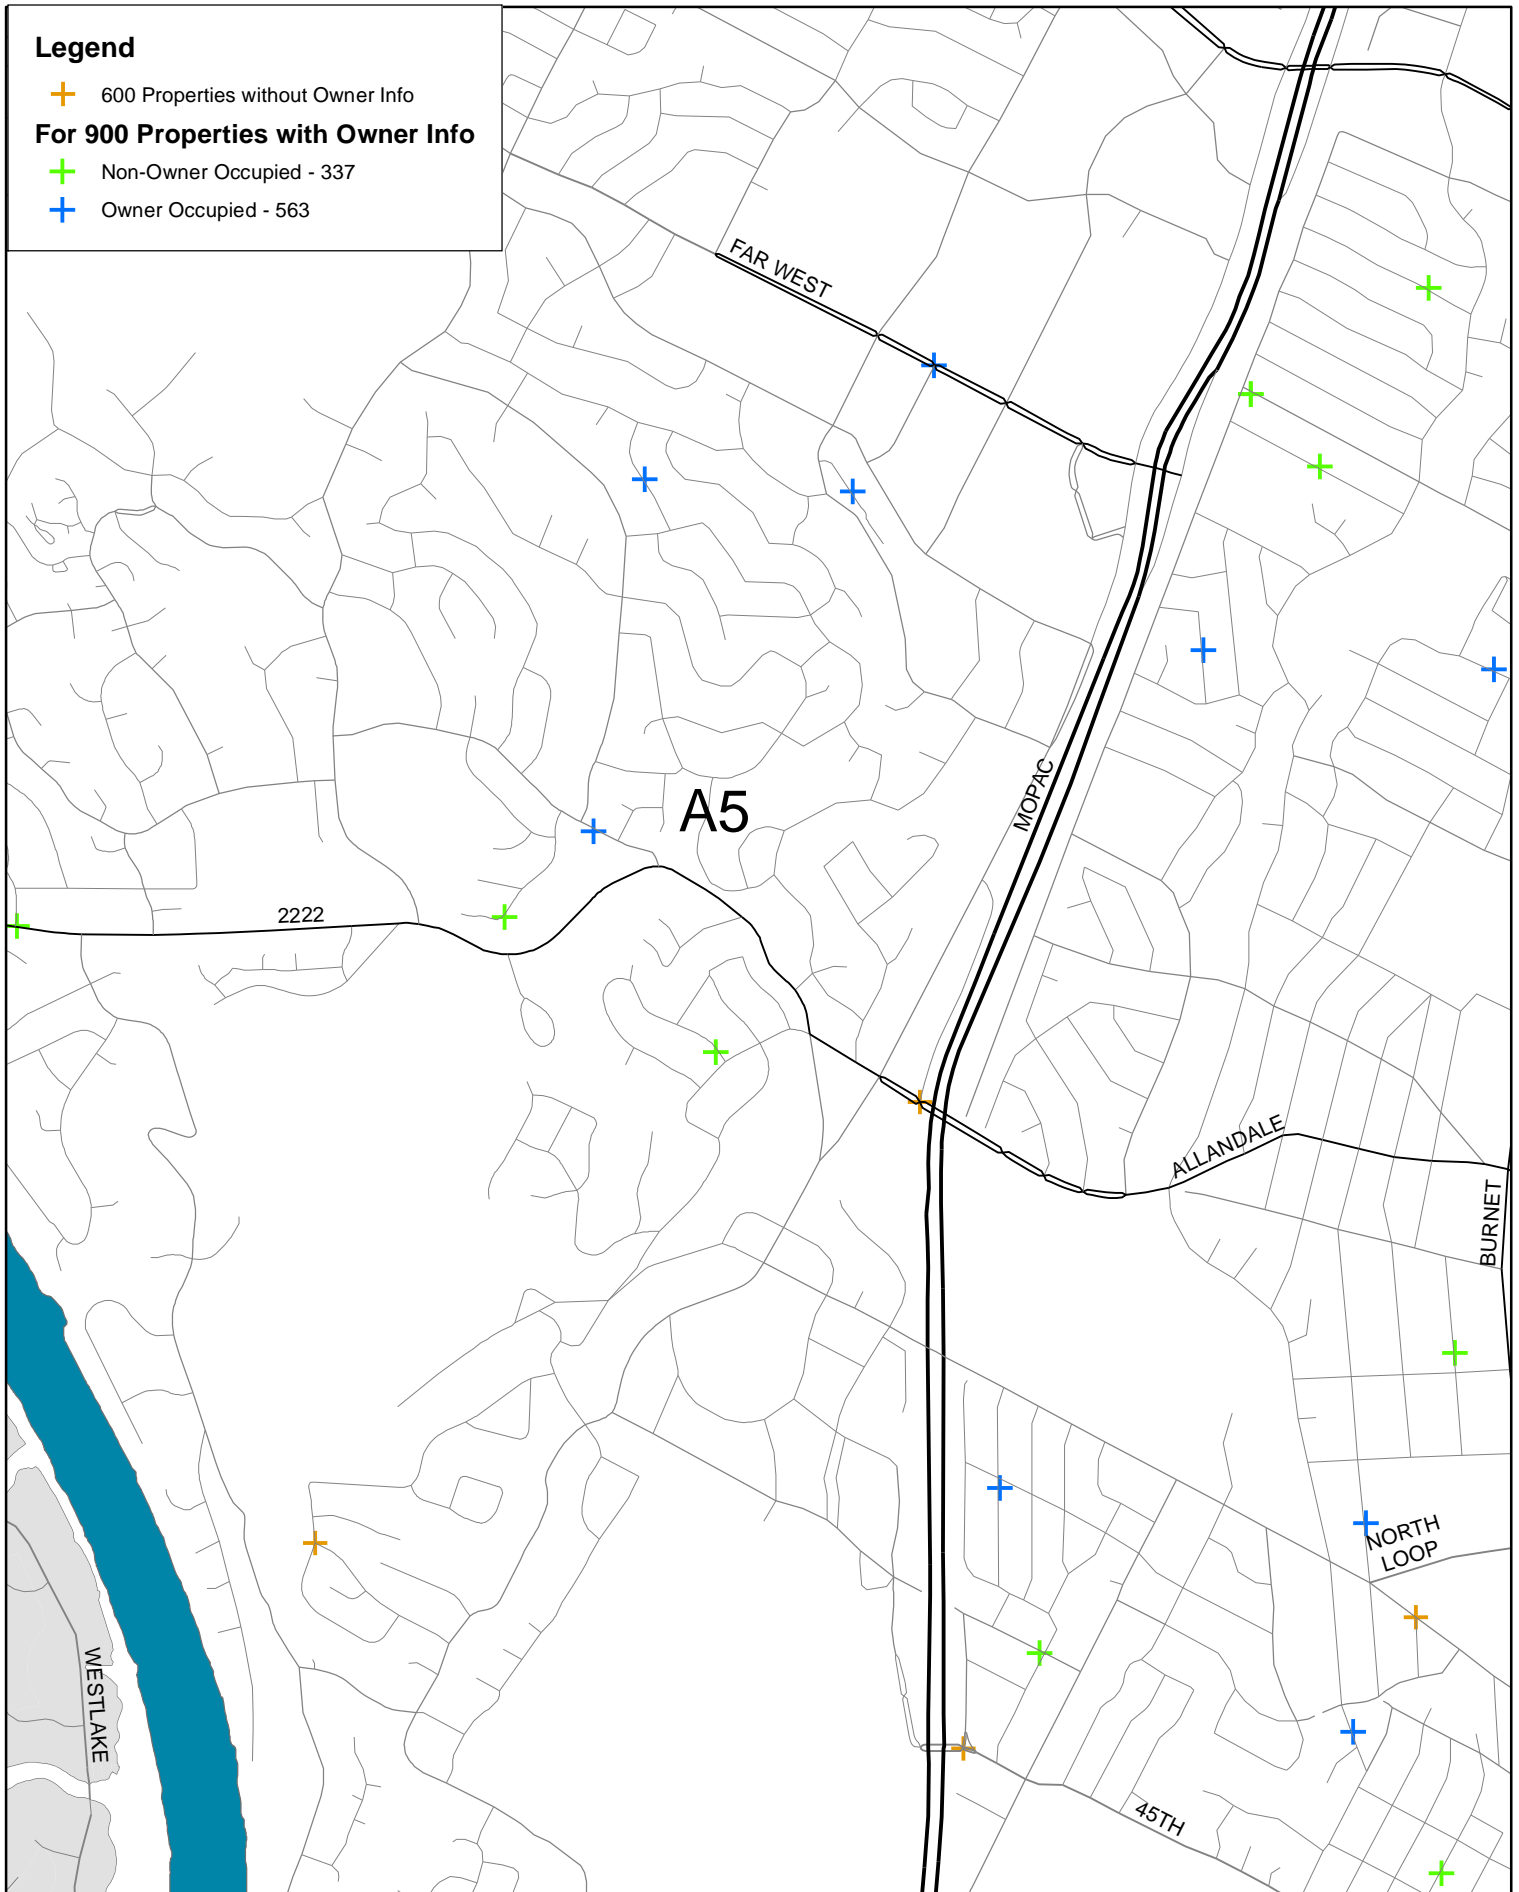 Legend
600 Properties without Owner Info
For 900 Properties with Owner Info
Non-Owner Occupied - 337
Owner Occupied - 563
FAR WEST
MOPAC
A5
2222
ALLANDALE
BURNET
NORTH
LOOP
WESTLAKE
45TH